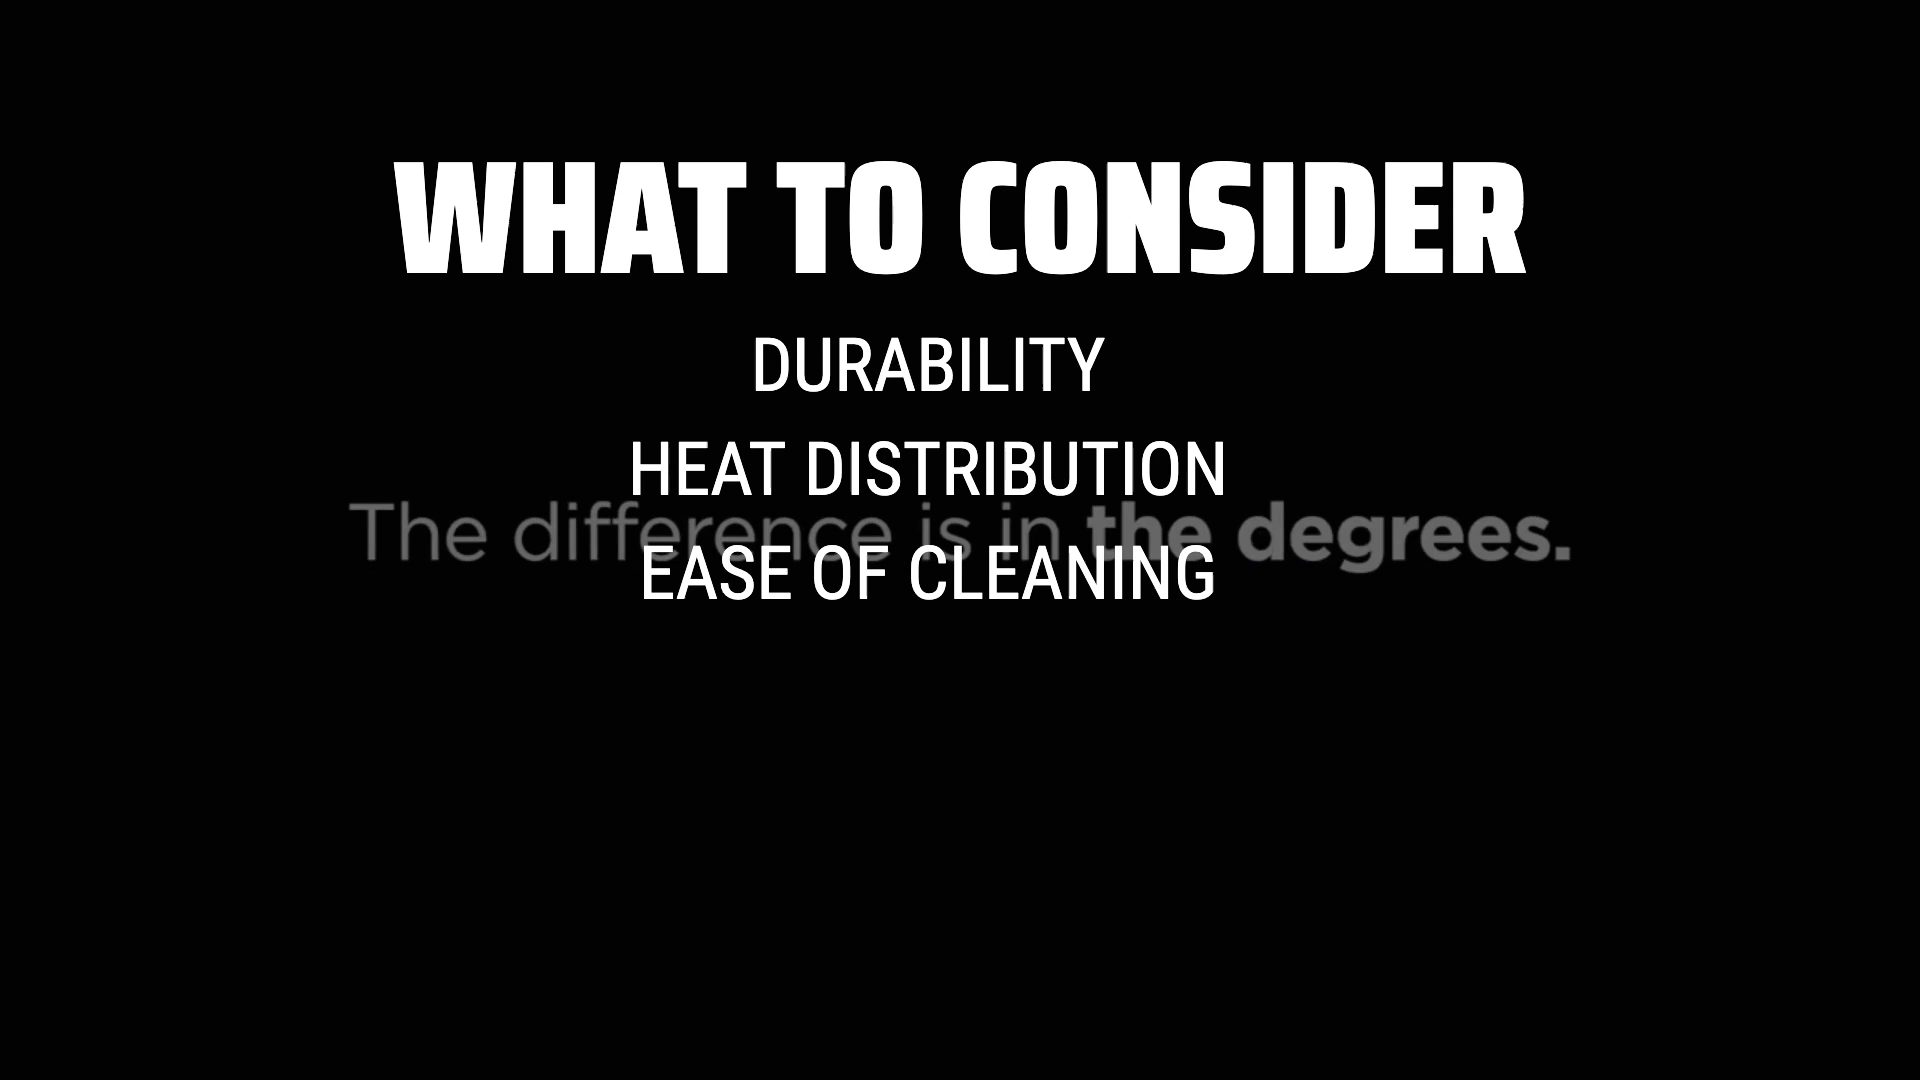 WHAT TO CONSIDER
DURABILITY
HEAT DISTRIBUTION
The difference is in the degrees.
EASE OF CLEANING